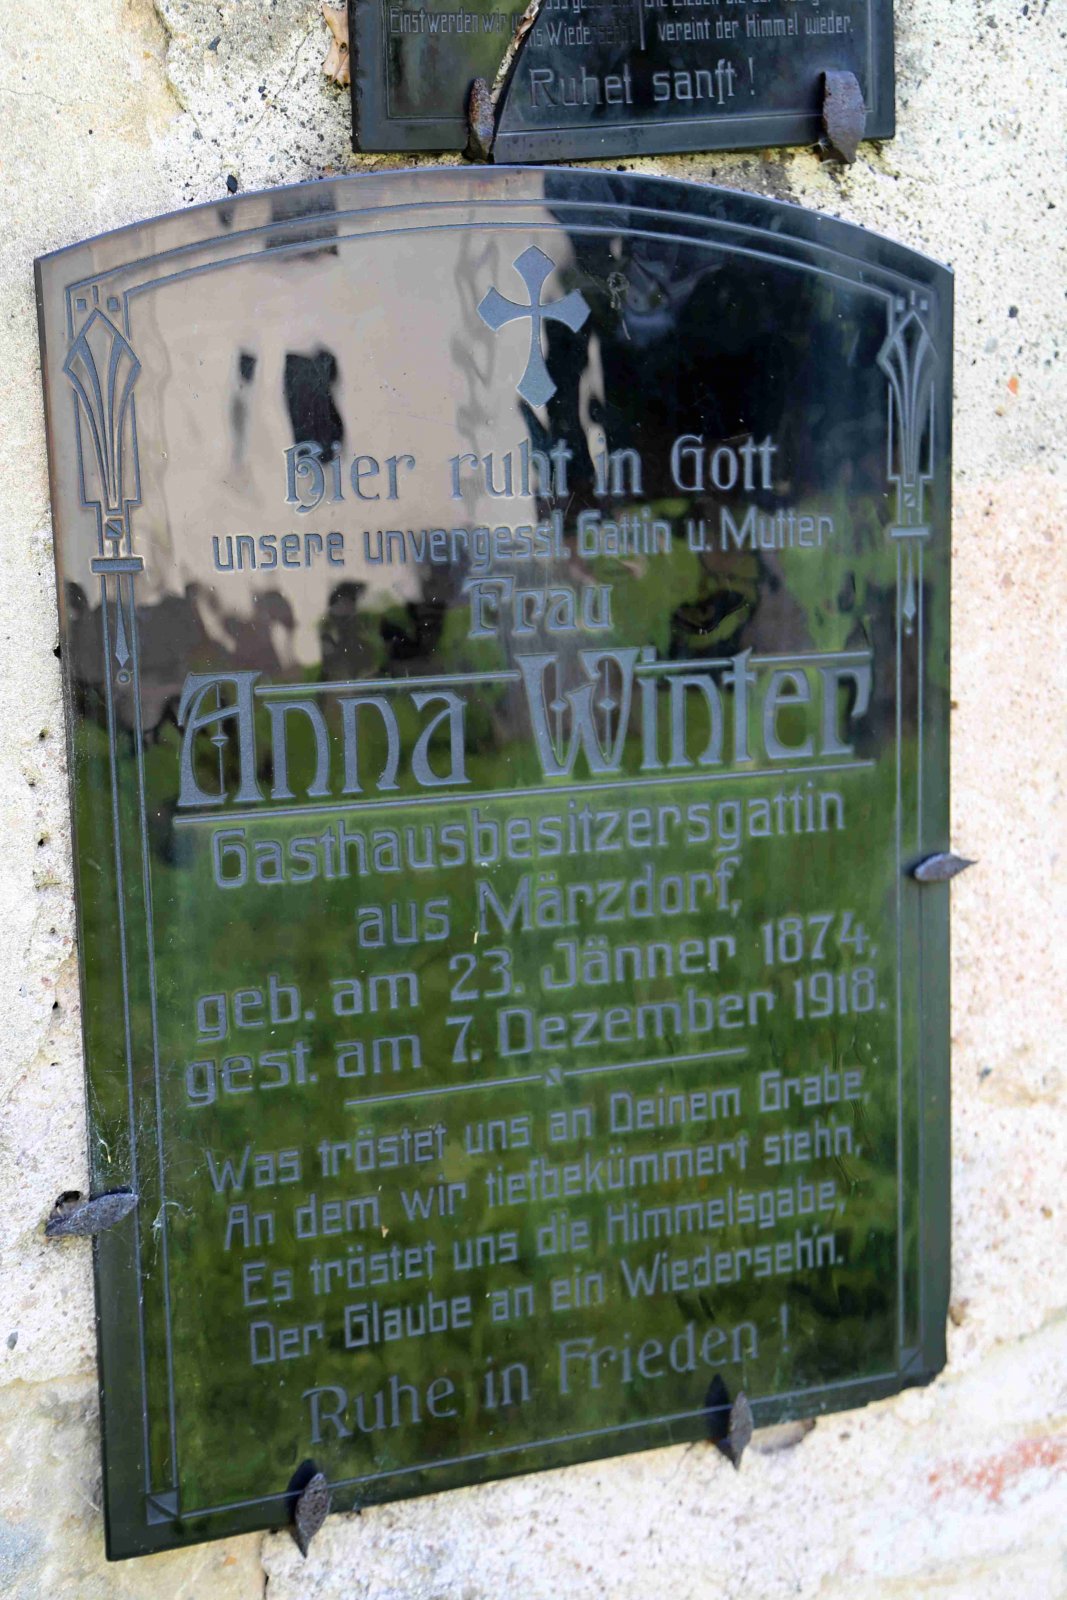 Einst werden wir uns Wiedersehn!
vereint der Himmel wieder.
Ruhet sanft!
Hier ruht in Gott
unsere unvergessl. Gattin u. Mutter
Frau
Anna Winter
Gasthausbesitzersgattin
aus Märzdorf,
geb. am 23. Jänner 1874,
gest. am 7. Dezember 1918.
Was tröstet uns an Deinem Grabe,
An dem wir tiefbekümmert steh'n,
Es tröstet uns die Himmelsgabe,
Der Glaube an ein Wiederseh'n.
Ruhe in Frieden!